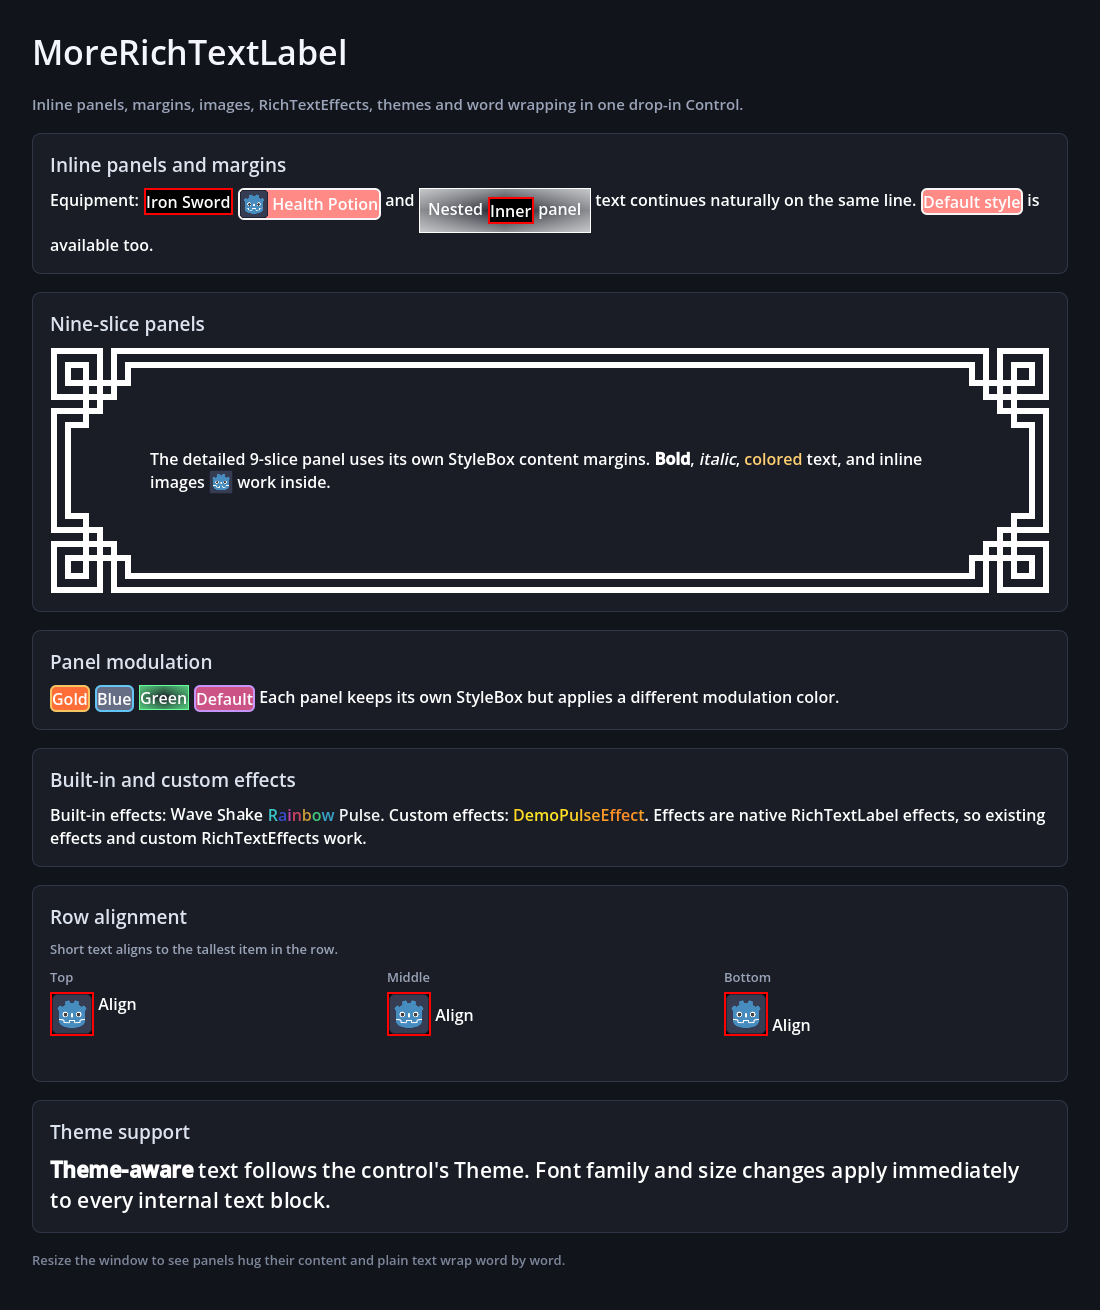 MoreRichTextLabel
Inline panels, margins, images, RichTextEffects, themes and word wrapping in one drop-in Control.
Inline panels and margins
Equipment: Iron Sword Health Potion and Nested Inner panel text continues naturally on the same line. Default style is
available too.
Nine-slice panels
The detailed 9-slice panel uses its own StyleBox content margins. Bold, italic, colored text, and inline
images work inside.
Panel modulation
Gold Blue Green Default Each panel keeps its own StyleBox but applies a different modulation color.
Built-in and custom effects
Built-in effects: Wave Shake Rainbow Pulse. Custom effects: DemoPulseEffect. Effects are native RichTextLabel effects, so existing
effects and custom RichTextEffects work.
Row alignment
Short text aligns to the tallest item in the row.
Top Middle Bottom
Align Align Align
Theme support
Theme-aware text follows the control's Theme. Font family and size changes apply immediately
to every internal text block.
Resize the window to see panels hug their content and plain text wrap word by word.